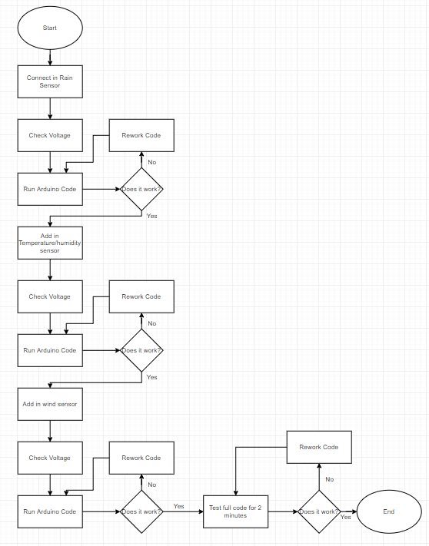 Start
Connect in Rain
Sensor
Check Voltage
Rework Code
No
Run Arduino Code
Does it work?
Yes
Add in
Temperature/humidity
sensor
Check Voltage
Rework Code
No
Run Arduino Code
Does it work?
Yes
Add in wind sensor
Check Voltage
Rework Code
No
Run Arduino Code
Does it work?
Yes
Test full code for 2
minutes
Rework Code
No
Does it work?
Yes
End